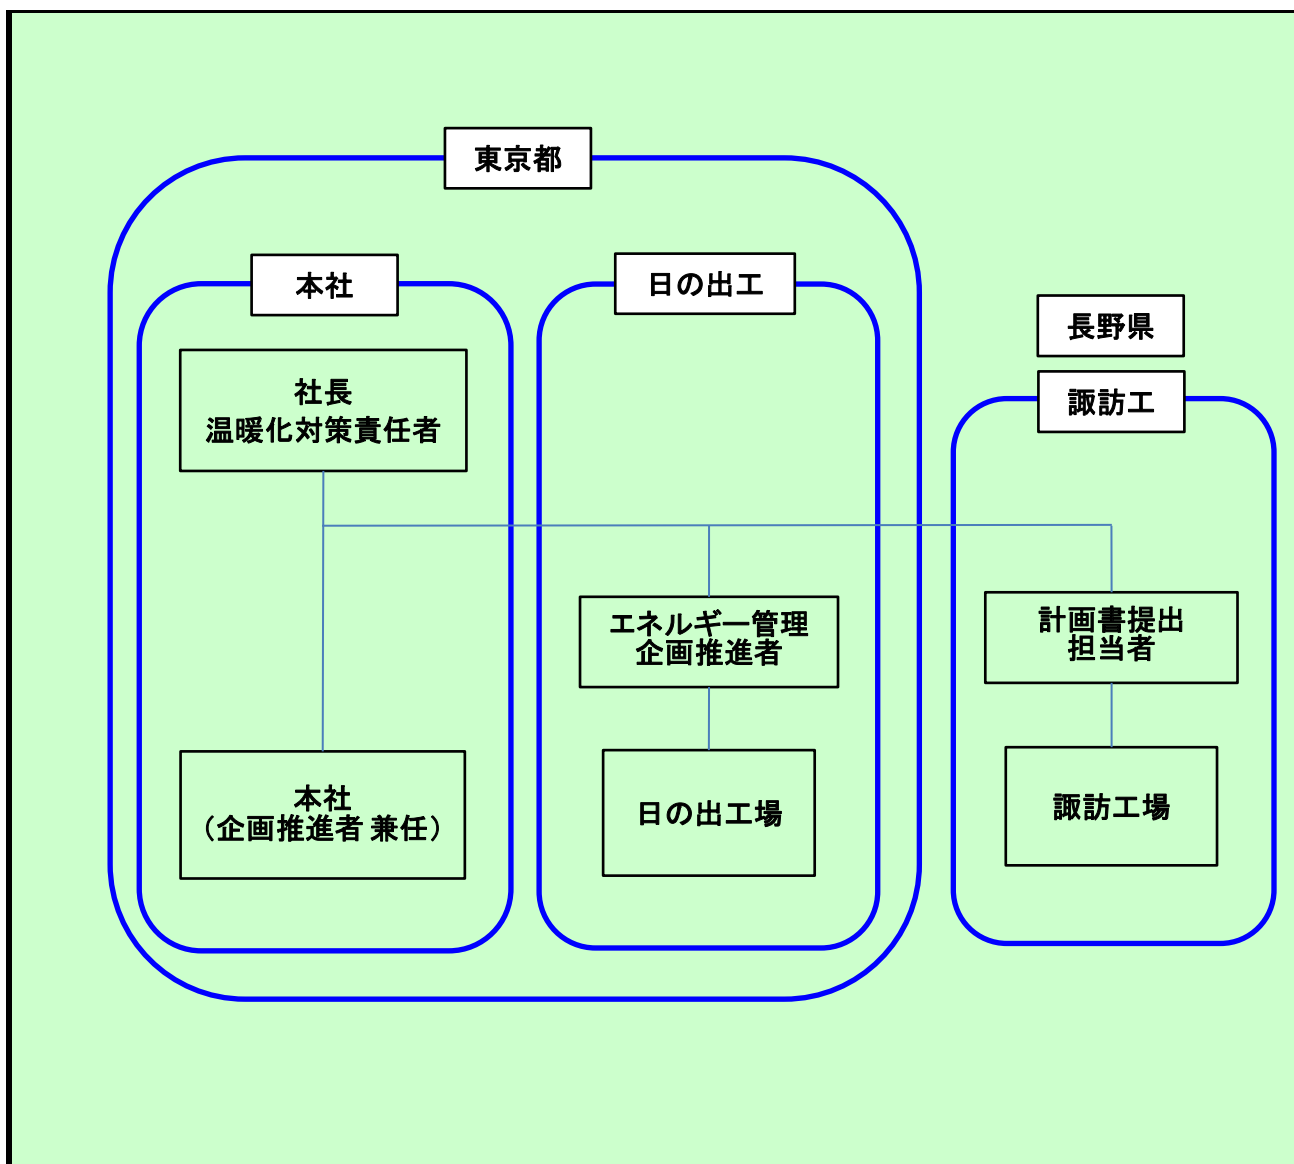 東京都
本社
日の出工
長野県
諏訪工
社長
温暖化対策責任者
エネルギー管理
企画推進者
計画書提出
担当者
本社
（企画推進者 兼任）
日の出工場
諏訪工場